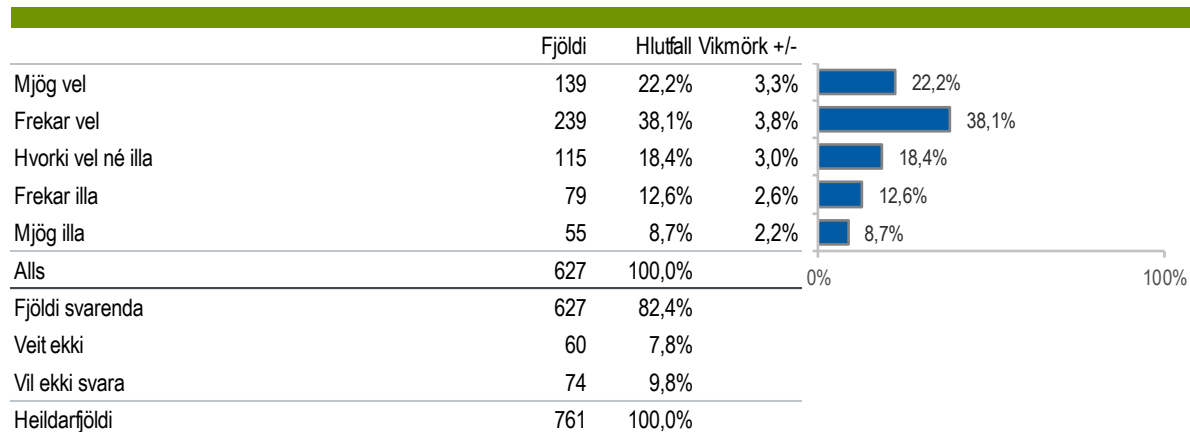 Fjöldi Hlutfall Vikmörk +/-
Mjög vel 139 22,2% 3,3% 22,2%
Frekar vel 239 38,1% 3,8% 38,1%
Hvorki vel né illa 115 18,4% 3,0% 18,4%
Frekar illa 79 12,6% 2,6% 12,6%
Mjög illa 55 8,7% 2,2% 8,7%
Alls 627 100,0% 0% 100%
Fjöldi svarenda 627 82,4%
Veit ekki 60 7,8%
Vil ekki svara 74 9,8%
Heildarfjöldi 761 100,0%